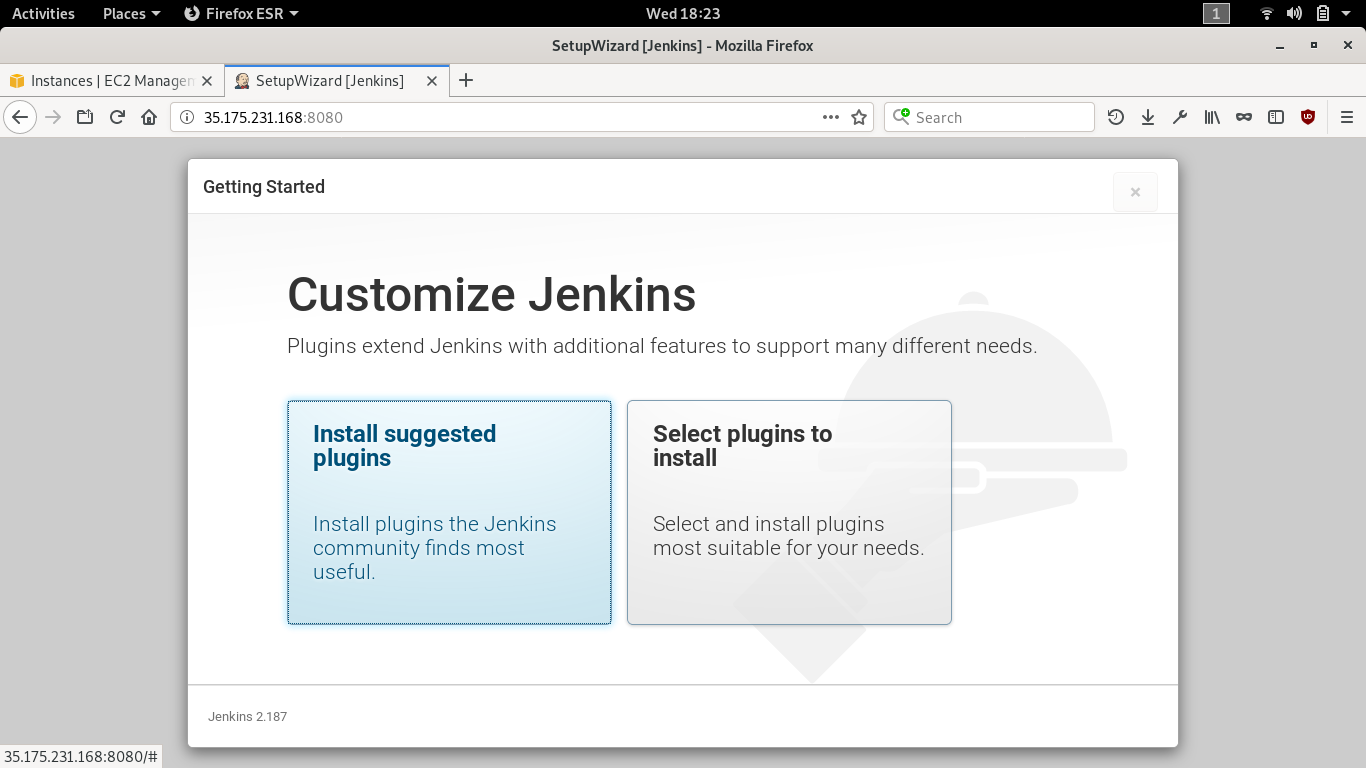 Activities Places Firefox ESR Wed 18:23 1
SetupWizard [Jenkins] - Mozilla Firefox
Instances | EC2 Managem SetupWizard [Jenkins]
35.175.231.168:8080 Search
Getting Started
Customize Jenkins
Plugins extend Jenkins with additional features to support many different needs.
Install suggested
plugins
Install plugins the Jenkins
community finds most
useful.
Select plugins to
install
Select and install plugins
most suitable for your needs.
Jenkins 2.187
35.175.231.168:8080/#